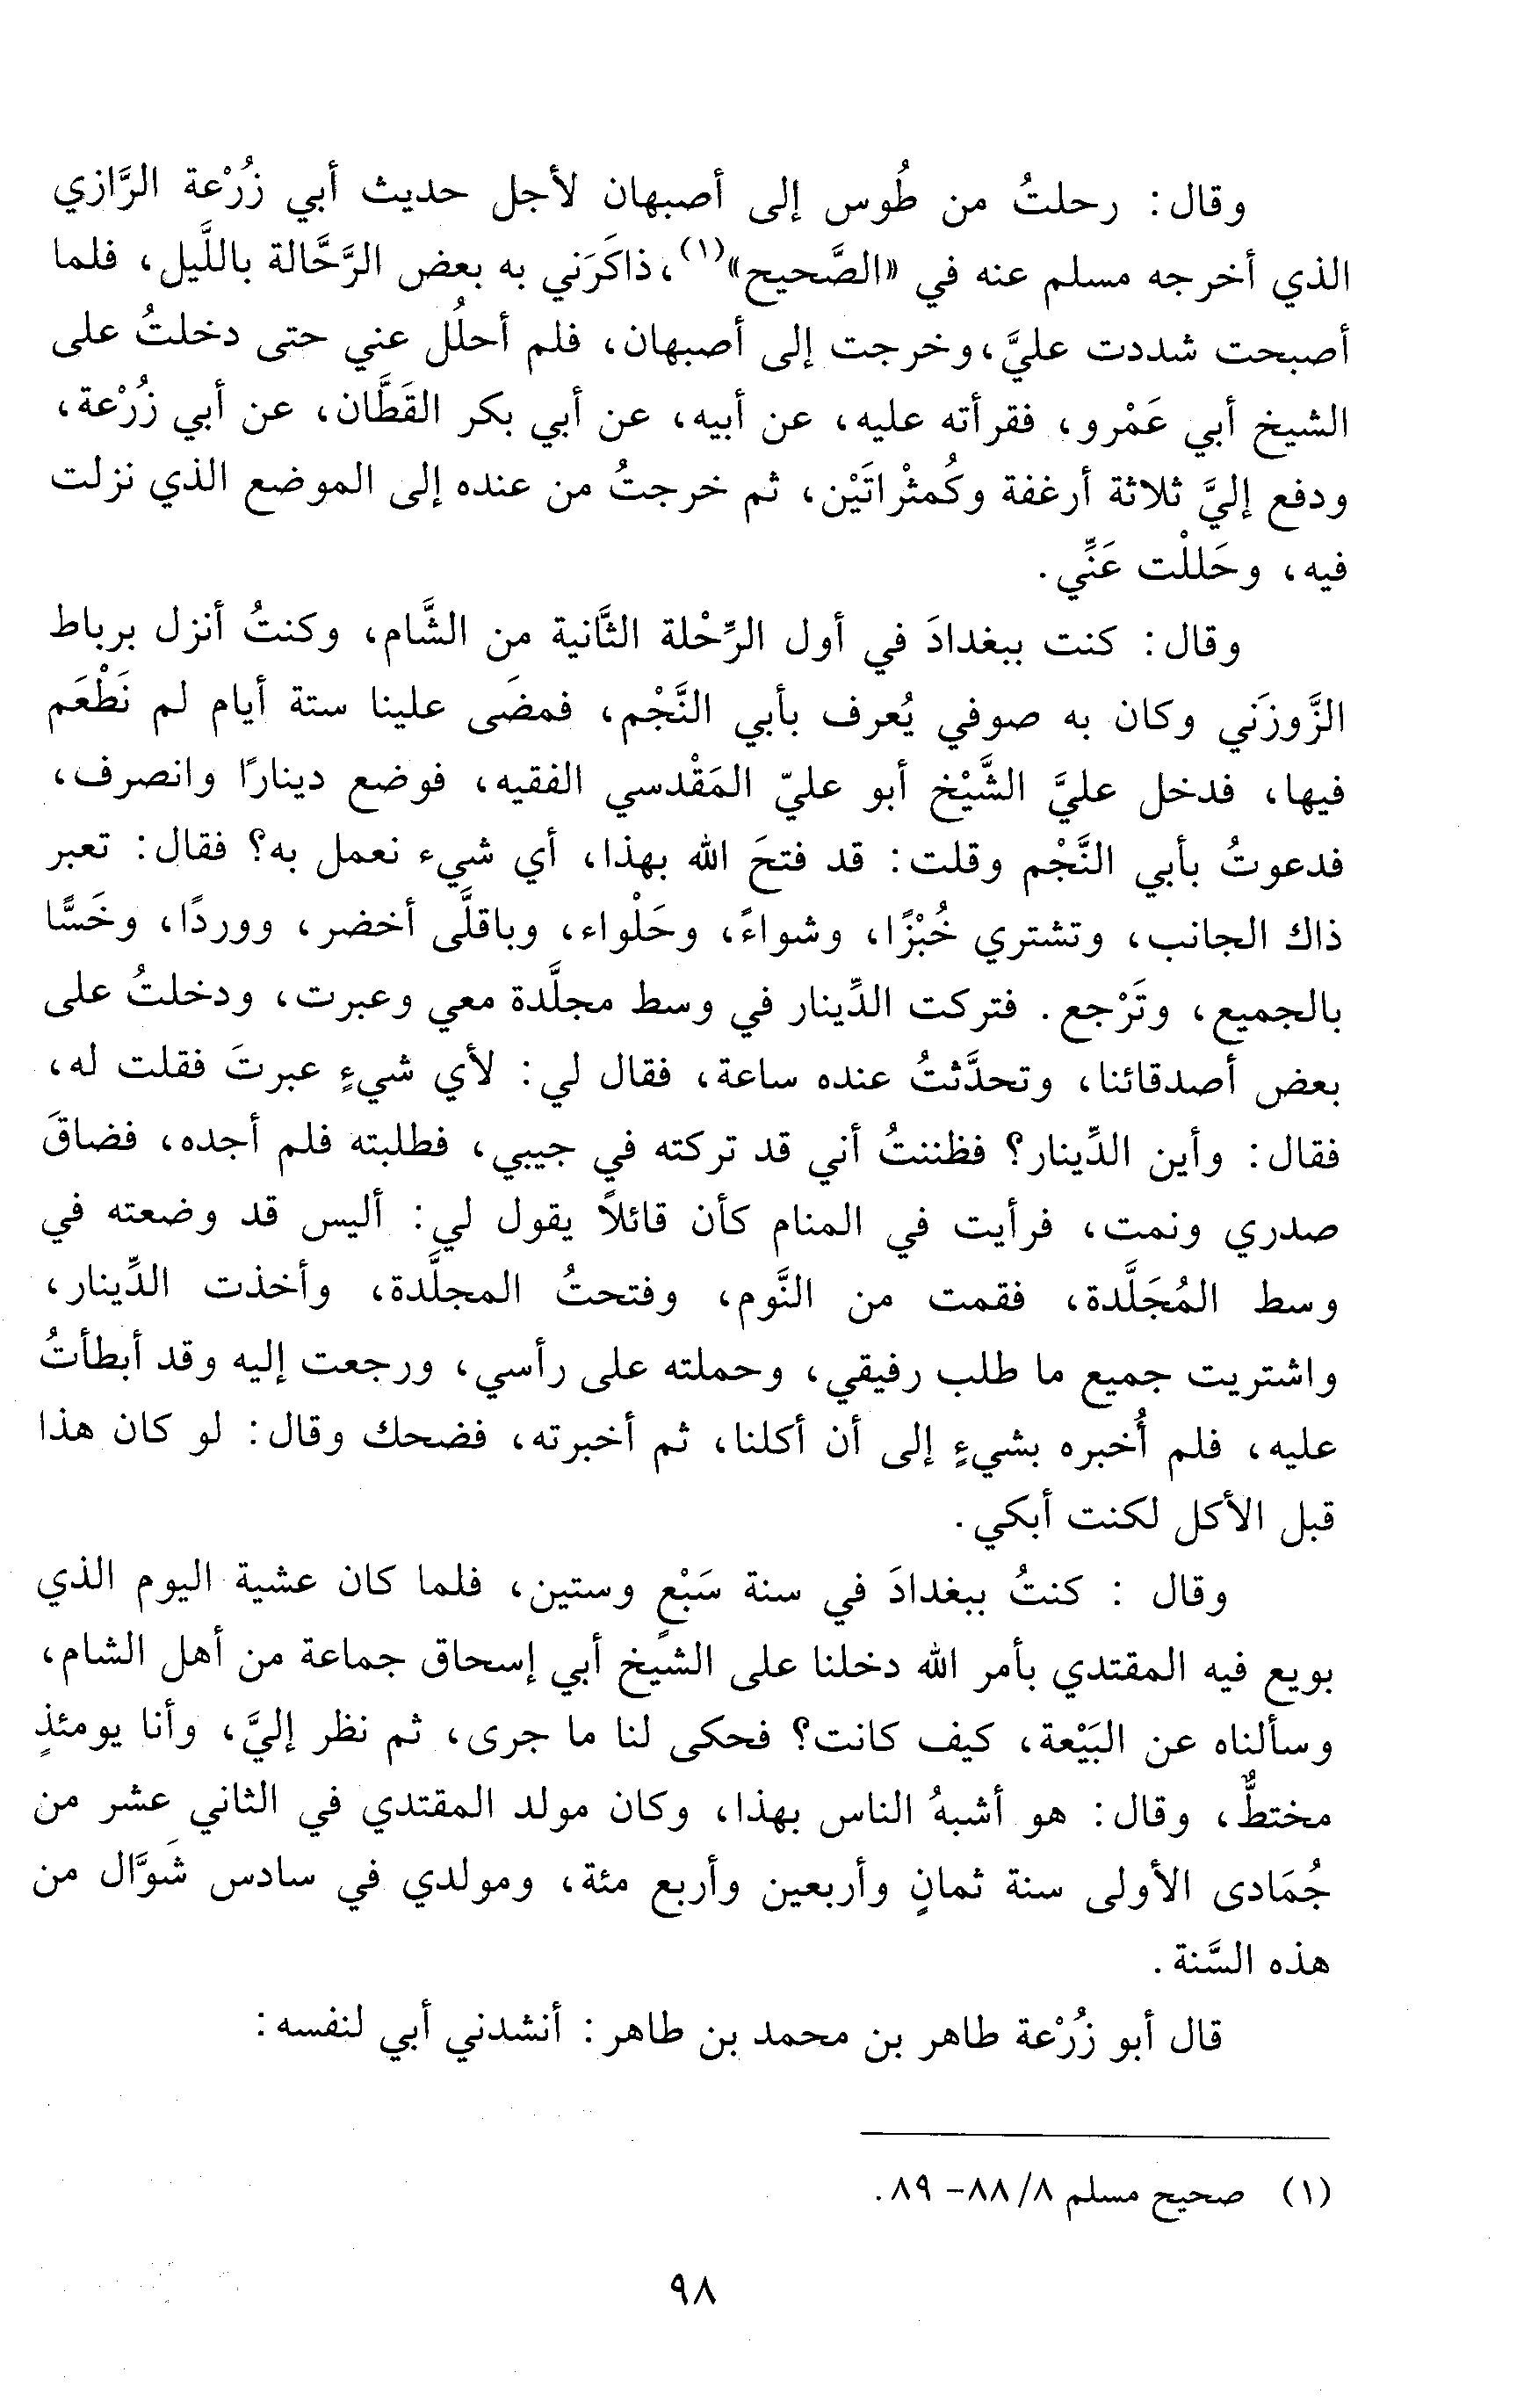 وقال: رحلتُ من طُوس إلى أصبهان لأجل حديث أبي زُرْعة الرَّازي
الذي أخرجه مسلم عنه في «الصَّحيح»(١)، ذاكَرَني به بعض الرَّحَّالة باللَّيل، فلما
أصبحت شددت عليَّ، وخرجت إلى أصبهان، فلم أحلُل عني حتى دخلتُ على
الشيخ أبي عَمْرو، فقرأته عليه، عن أبيه، عن أبي بكر القَطَّان، عن أبي زُرْعة،
ودفع إليَّ ثلاثة أرغفة وكُمثْراتَيْن، ثم خرجتُ من عنده إلى الموضع الذي نزلت
فيه، وحَللْت عَنِّي.
وقال: كنت ببغدادَ في أول الرِّحْلة الثَّانية من الشَّام، وكنتُ أنزل برباط
الزَّوزَني وكان به صوفي يُعرف بأبي النَّجْم، فمضَى علينا ستة أيام لم نَطْعَم
فيها، فدخل عليَّ الشَّيْخ أبو عليّ المَقْدسي الفقيه، فوضع دينارًا وانصرف،
فدعوتُ بأبي النَّجْم وقلت: قد فتحَ الله بهذا، أي شيء نعمل به؟ فقال: تعبر
ذاك الجانب، وتشتري خُبْزًا، وشواءً، وحَلْواء، وباقلَّى أخضر، ووردًا، وخَسًّا
بالجميع، وتَرْجع. فتركت الدِّينار في وسط مجلَّدة معي وعبرت، ودخلتُ على
بعض أصدقائنا، وتحدَّثتُ عنده ساعة، فقال لي: لأي شيءٍ عبرتَ فقلت له،
فقال: وأين الدِّينار؟ فظننتُ أني قد تركته في جيبي، فطلبته فلم أجده، فضاقَ
صدري ونمت، فرأيت في المنام كأن قائلاً يقول لي: أليس قد وضعته في
وسط المُجَلَّدة، فقمت من النَّوم، وفتحتُ المجلَّدة، وأخذت الدِّينار،
واشتريت جميع ما طلب رفيقي، وحملته على رأسي، ورجعت إليه وقد أبطأتُ
عليه، فلم أُخبره بشيءٍ إلى أن أكلنا، ثم أخبرته، فضحك وقال: لو كان هذا
قبل الأكل لكنت أبكي.
وقال : كنتُ ببغدادَ في سنة سَبْعٍ وستين، فلما كان عشية اليوم الذي
بويع فيه المقتدي بأمر الله دخلنا على الشيخ أبي إسحاق جماعة من أهل الشام،
وسألناه عن البَيْعة، كيف كانت؟ فحكى لنا ما جرى، ثم نظر إليَّ، وأنا يومئذٍ
مختطٌّ، وقال: هو أشبهُ الناس بهذا، وكان مولد المقتدي في الثاني عشر من
جُمَادى الأولى سنة ثمانٍ وأربعين وأربع مئة، ومولدي في سادس شَوَّال من
هذه السَّنة.
قال أبو زُرْعة طاهر بن محمد بن طاهر: أنشدني أبي لنفسه:
(١) صحيح مسلم ٨/ ٨٨- ٨٩.
٩٨